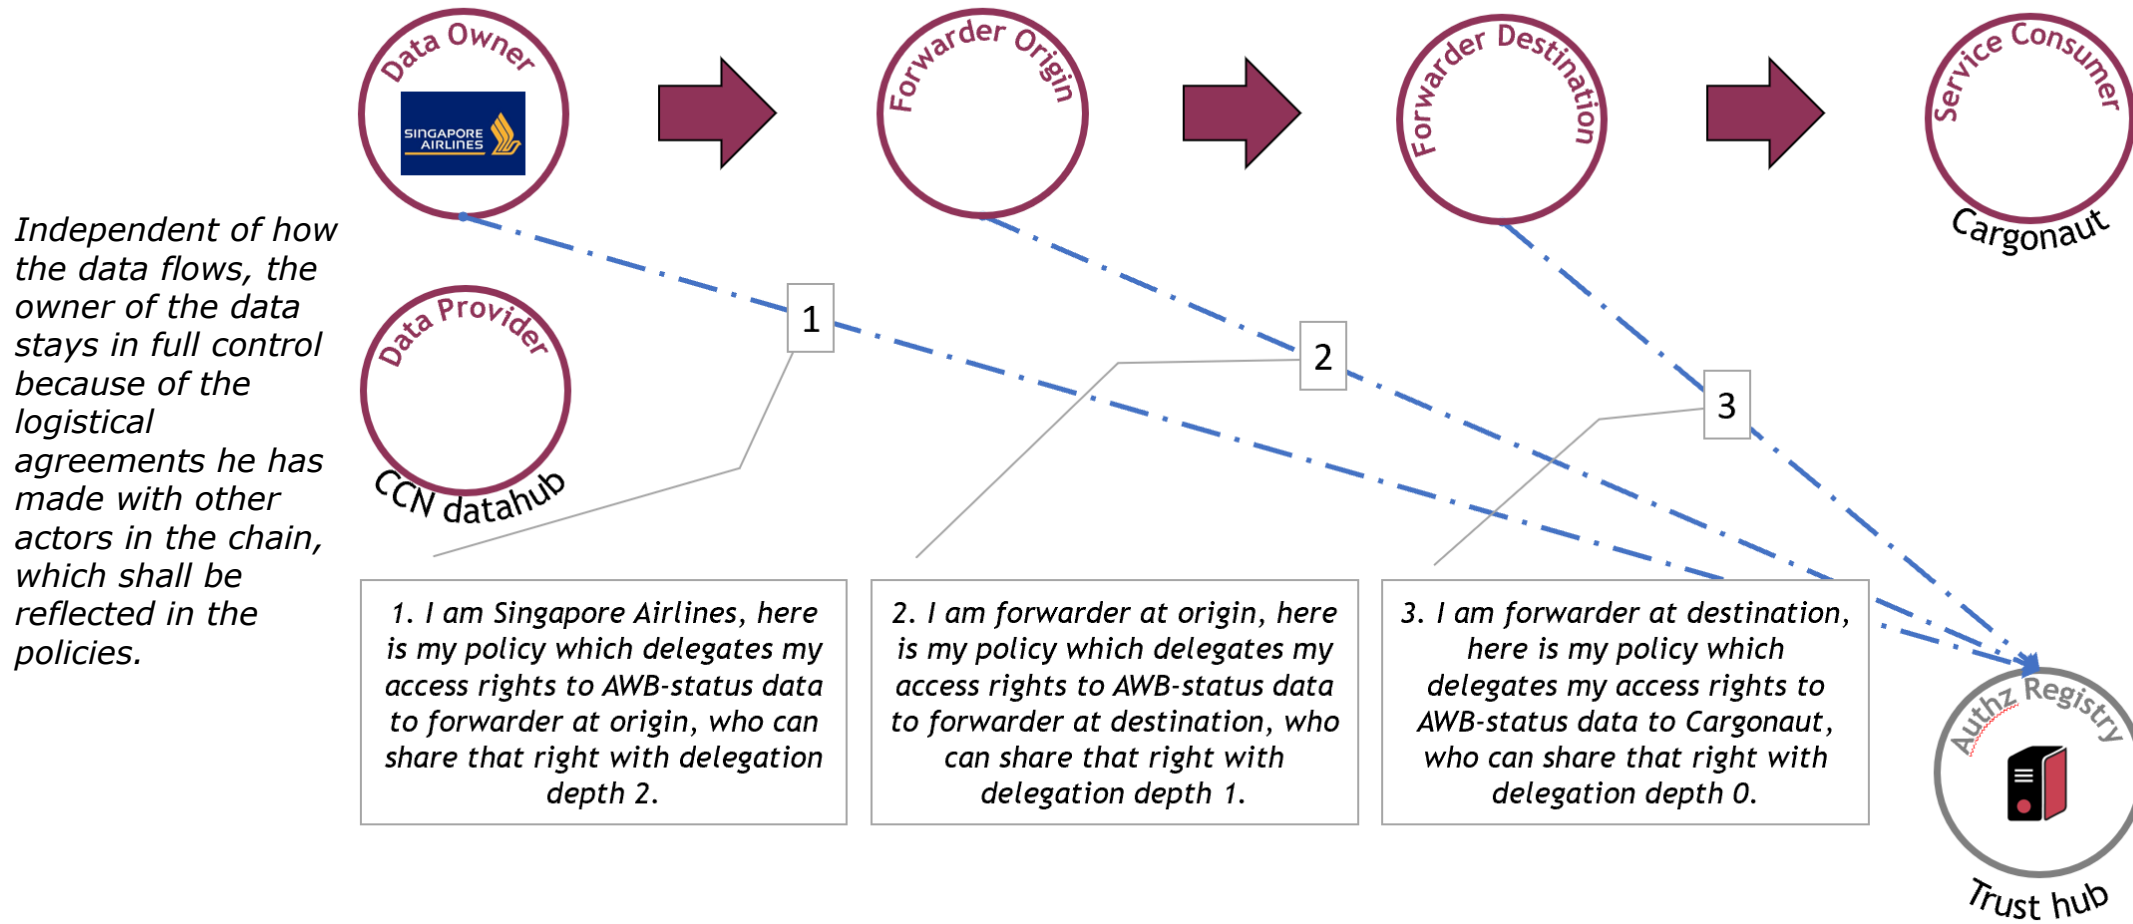 Data Owner
SINGAPORE
AIRLINES
Forwarder Origin
Forwarder Destination
Service Consumer
Cargonaut
Independent of how
the data flows, the
owner of the data
stays in full control
because of the
logistical
agreements he has
made with other
actors in the chain,
which shall be
reflected in the
policies.
Data Provider
CCN datahub
1
2
3
1. I am Singapore Airlines, here
is my policy which delegates my
access rights to AWB-status data
to forwarder at origin, who can
share that right with delegation
depth 2.
2. I am forwarder at origin, here
is my policy which delegates my
access rights to AWB-status data
to forwarder at destination, who
can share that right with
delegation depth 1.
3. I am forwarder at destination,
here is my policy which
delegates my access rights to
AWB-status data to Cargonaut,
who can share that right with
delegation depth 0.
Authz Registry
Trust hub